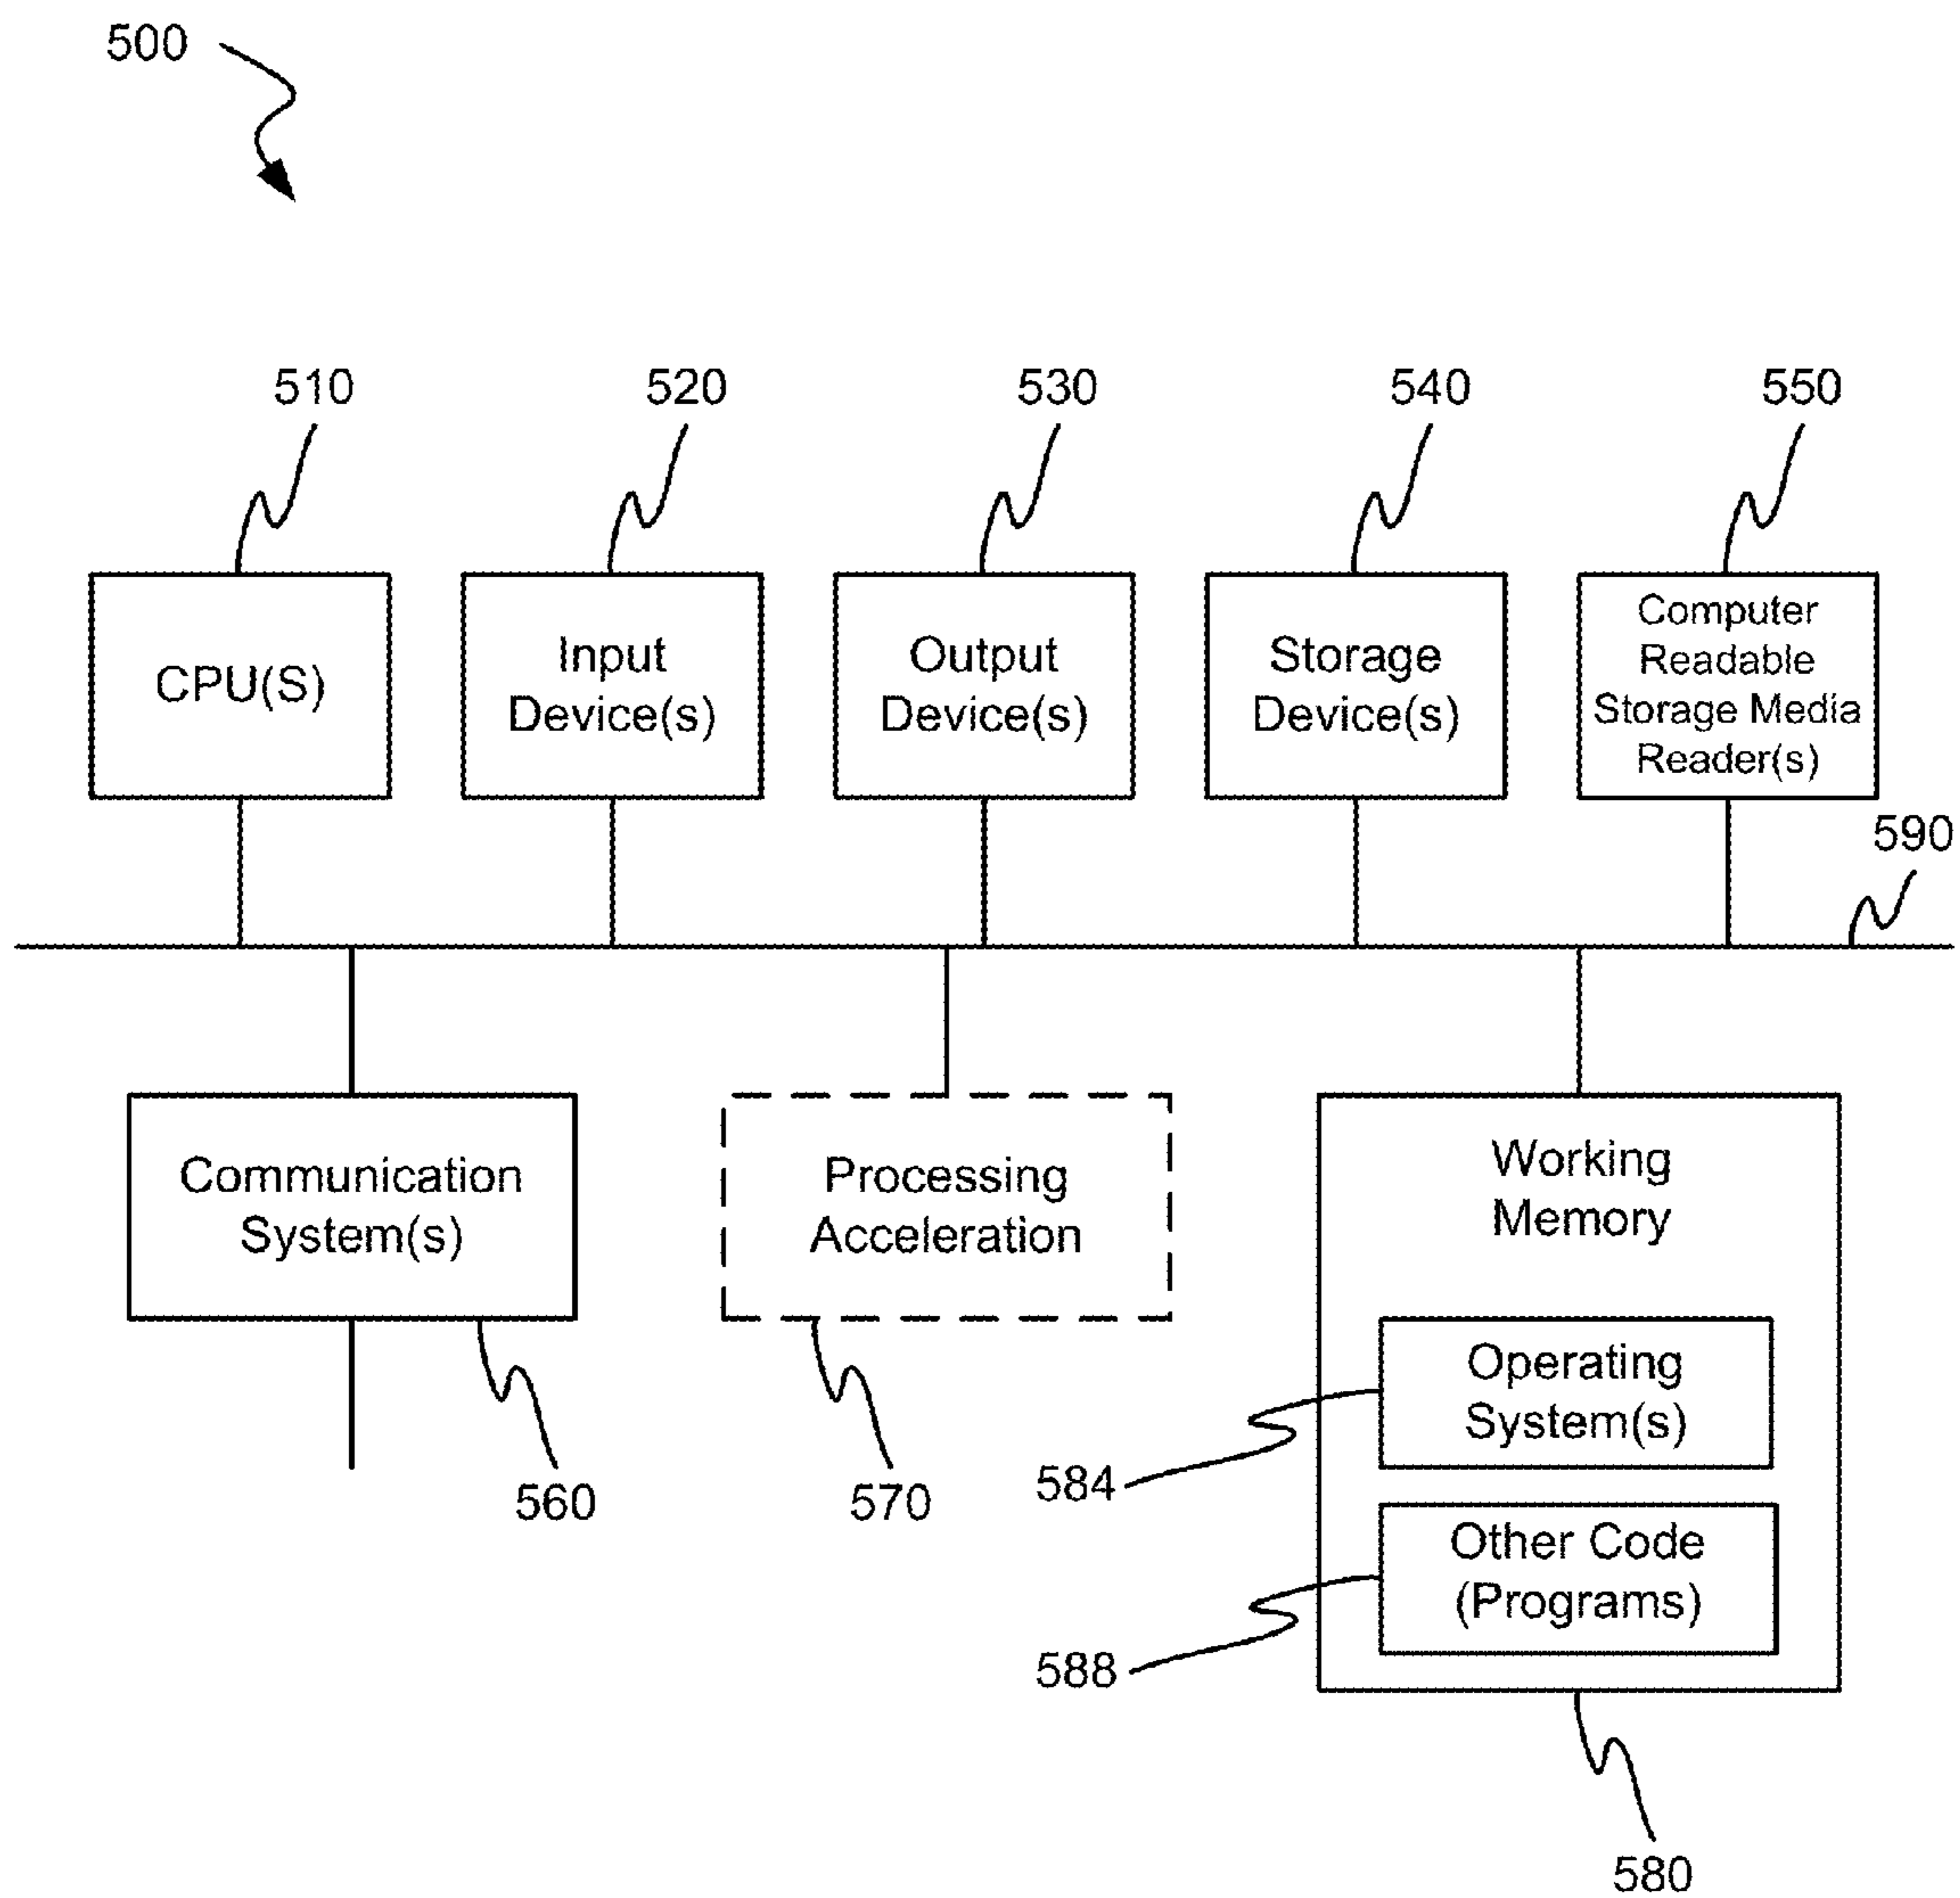 500
510
520
530
540
550
CPU(S)
Input
Device(s)
Output
Device(s)
Storage
Device(s)
Computer
Readable
Storage Media
Reader(s)
590
Communication
System(s)
Processing
Acceleration
Working
Memory
Operating
System(s)
584
560
570
Other Code
(Programs)
588
580